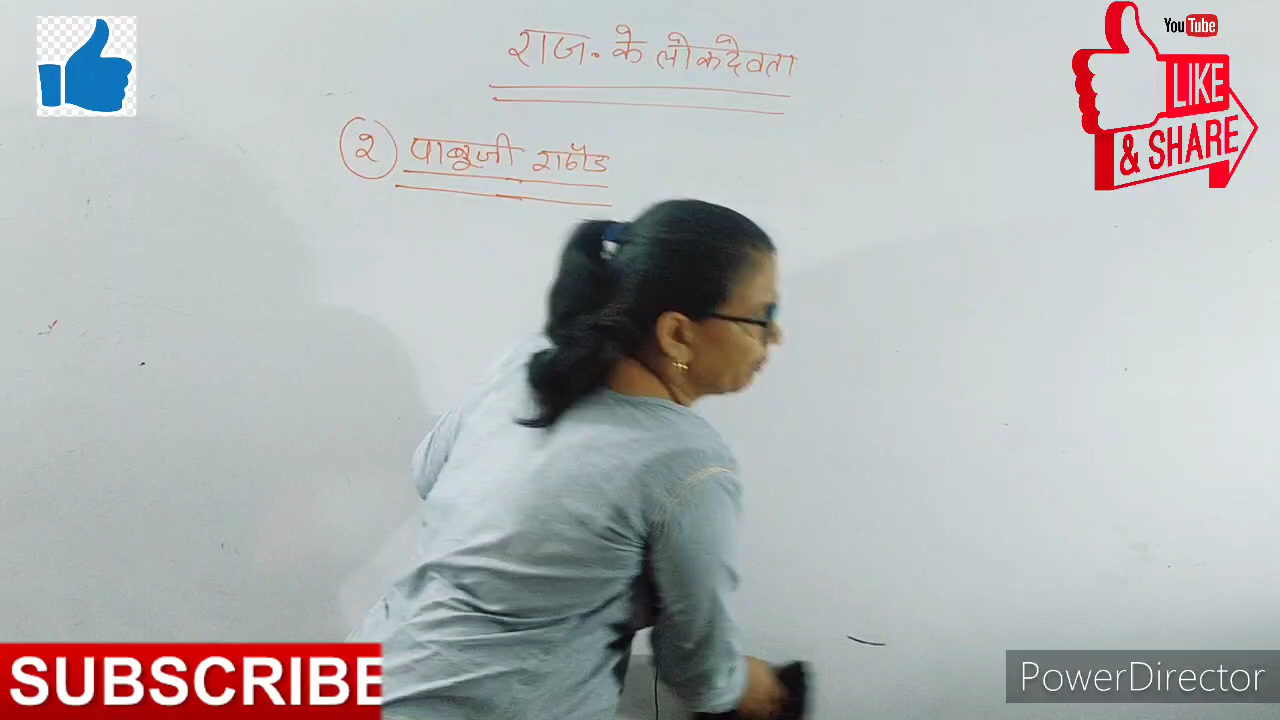 राज. के लोकदेवता
२ पाबूजी राठौड
YouTube
LIKE
& SHARE
SUBSCRIBE
PowerDirector